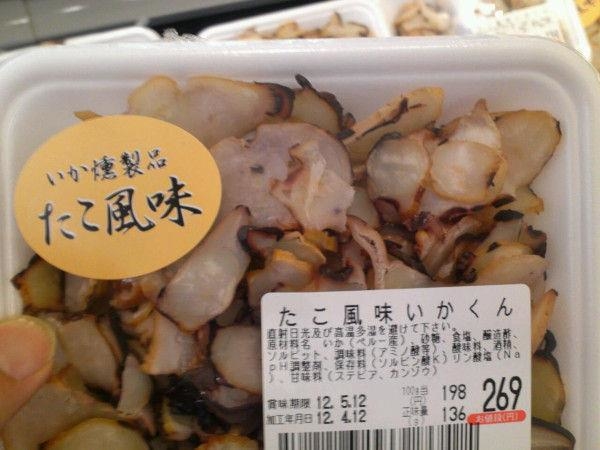 いか燻製品
たこ風味
たこ風味いかくん
直射日光及び高温多湿を避けて下さい。
原材料名、いか(ペルー産)、砂糖、食塩、醸造酢、
ソルビット、調味料(アミノ酸等)、酸味料、酒精、
pH調整剤、保存料(ソルビン酸K)リン酸塩(Na
)、甘味料(ステビア、カンゾウ)
賞味期限 12.5.12
加工年月日 12.4.12
100g当(円) 198
正味量(g) 136
269
お値段(円)